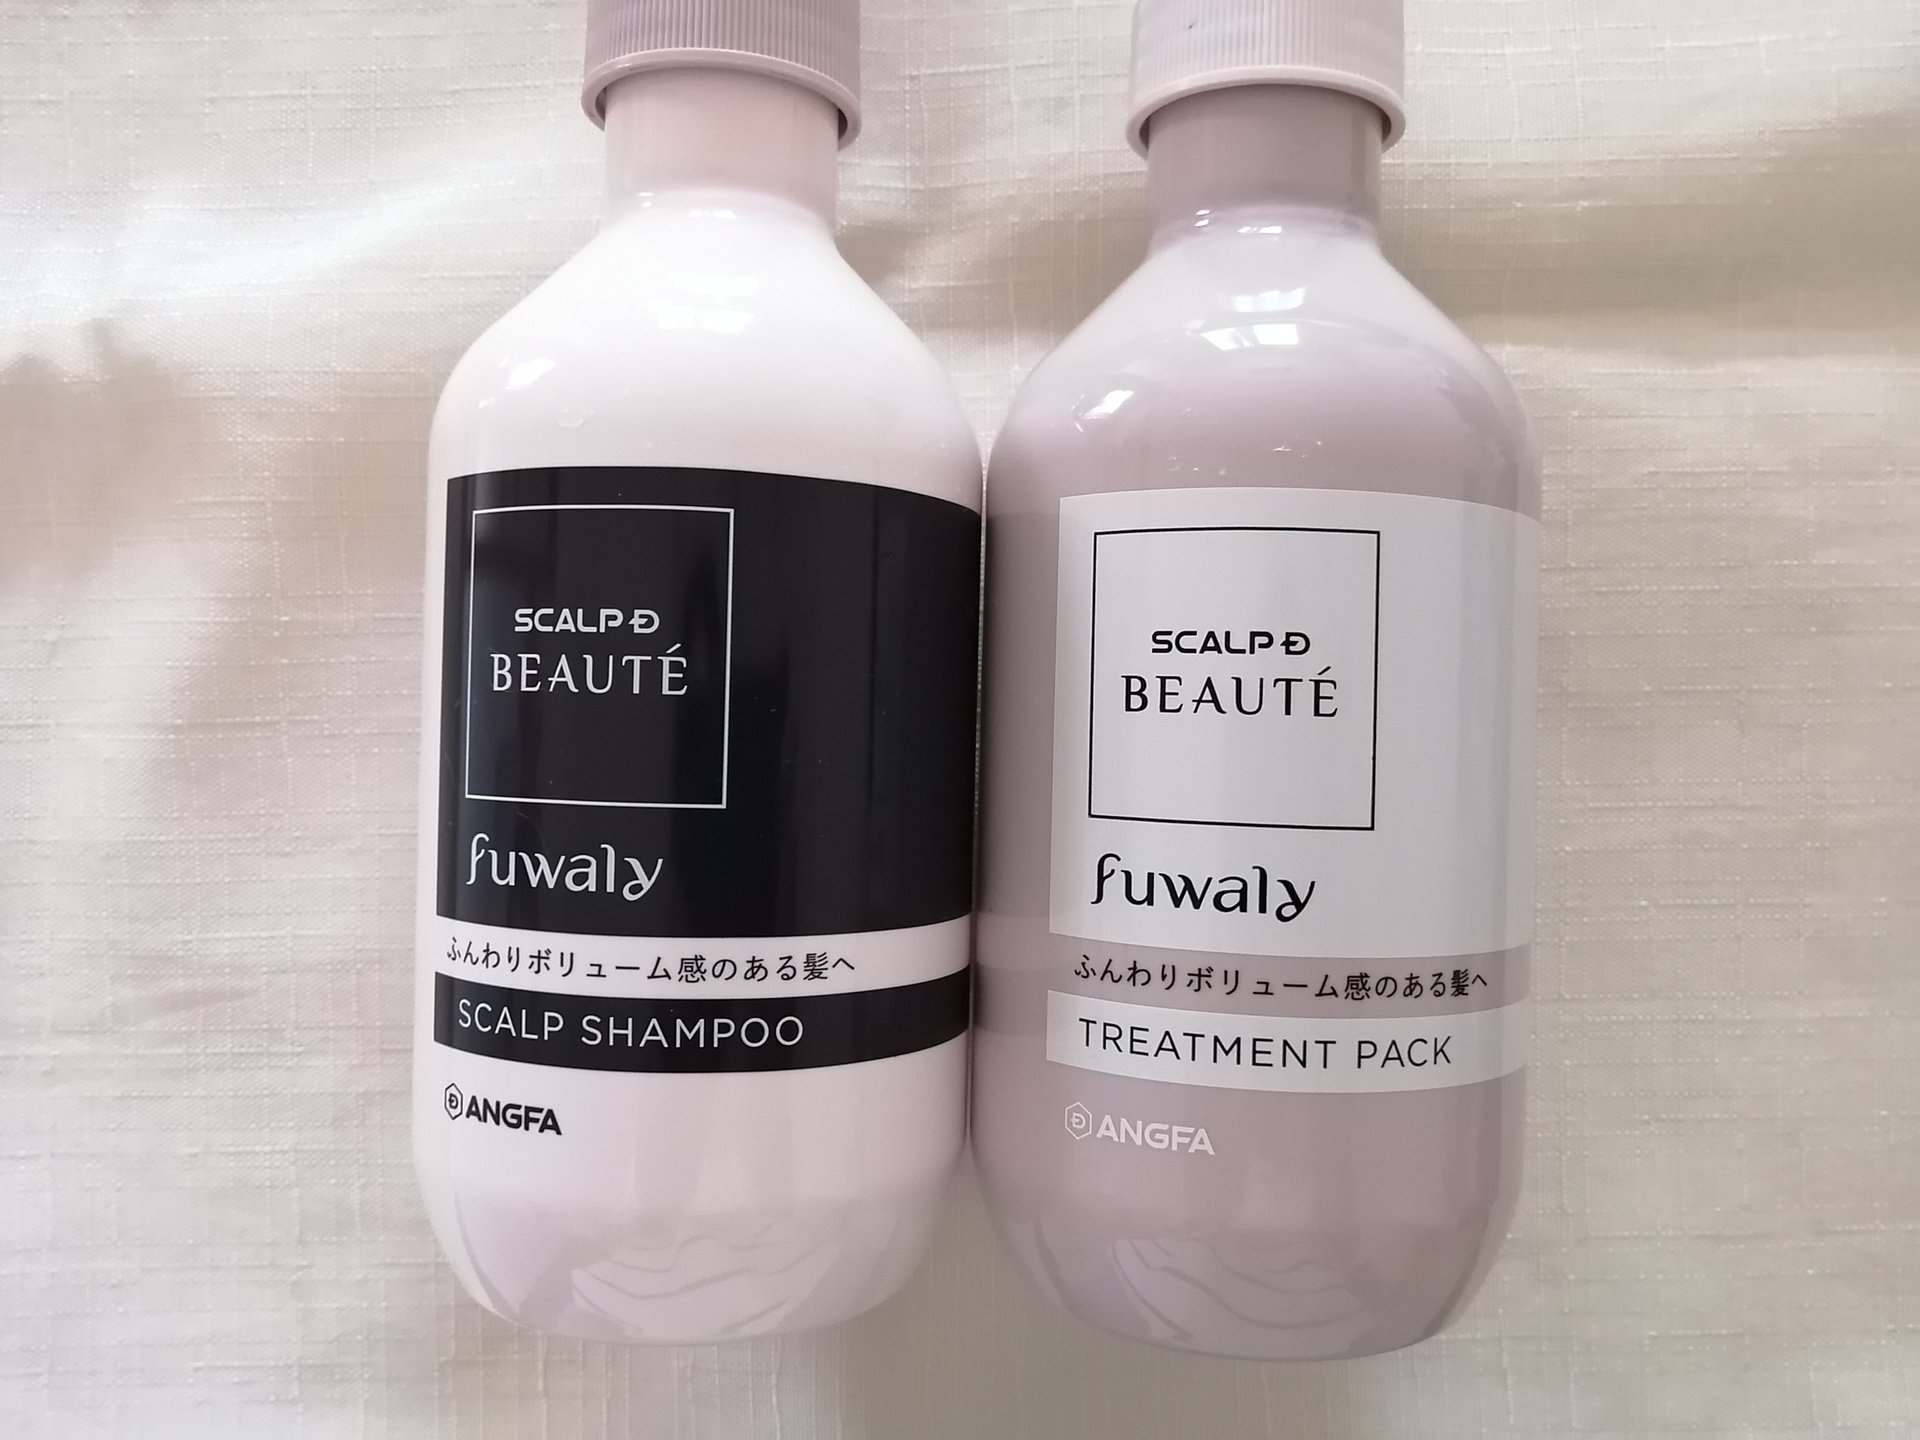 SCALP Đ
BEAUTÉ
fuwaly
ふんわりボリューム感のある髪へ
SCALP SHAMPOO
Đ ANGFA
SCALP Đ
BEAUTÉ
fuwaly
ふんわりボリューム感のある髪へ
TREATMENT PACK
Đ ANGFA